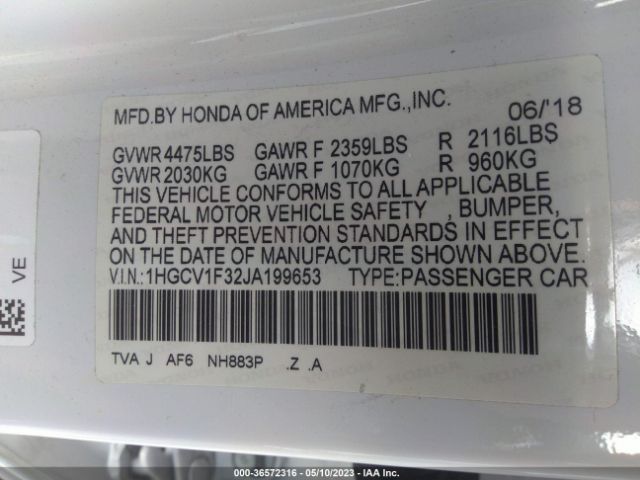 MFD.BY HONDA OF AMERICA MFG.,INC. 06/'18
GVWR 4475LBS GAWR F 2359LBS R 2116LBS
GVWR 2030KG GAWR F 1070KG R 960KG
THIS VEHICLE CONFORMS TO ALL APPLICABLE
FEDERAL MOTOR VEHICLE SAFETY , BUMPER,
AND THEFT PREVENTION STANDARDS IN EFFECT
ON THE DATE OF MANUFACTURE SHOWN ABOVE.
V.I.N.:1HGCV1F32JA199653 TYPE:PASSENGER CAR
TVA J AF6 NH883P .Z .A
VE
000-36572316 - 05/10/2023 - IAA Inc.